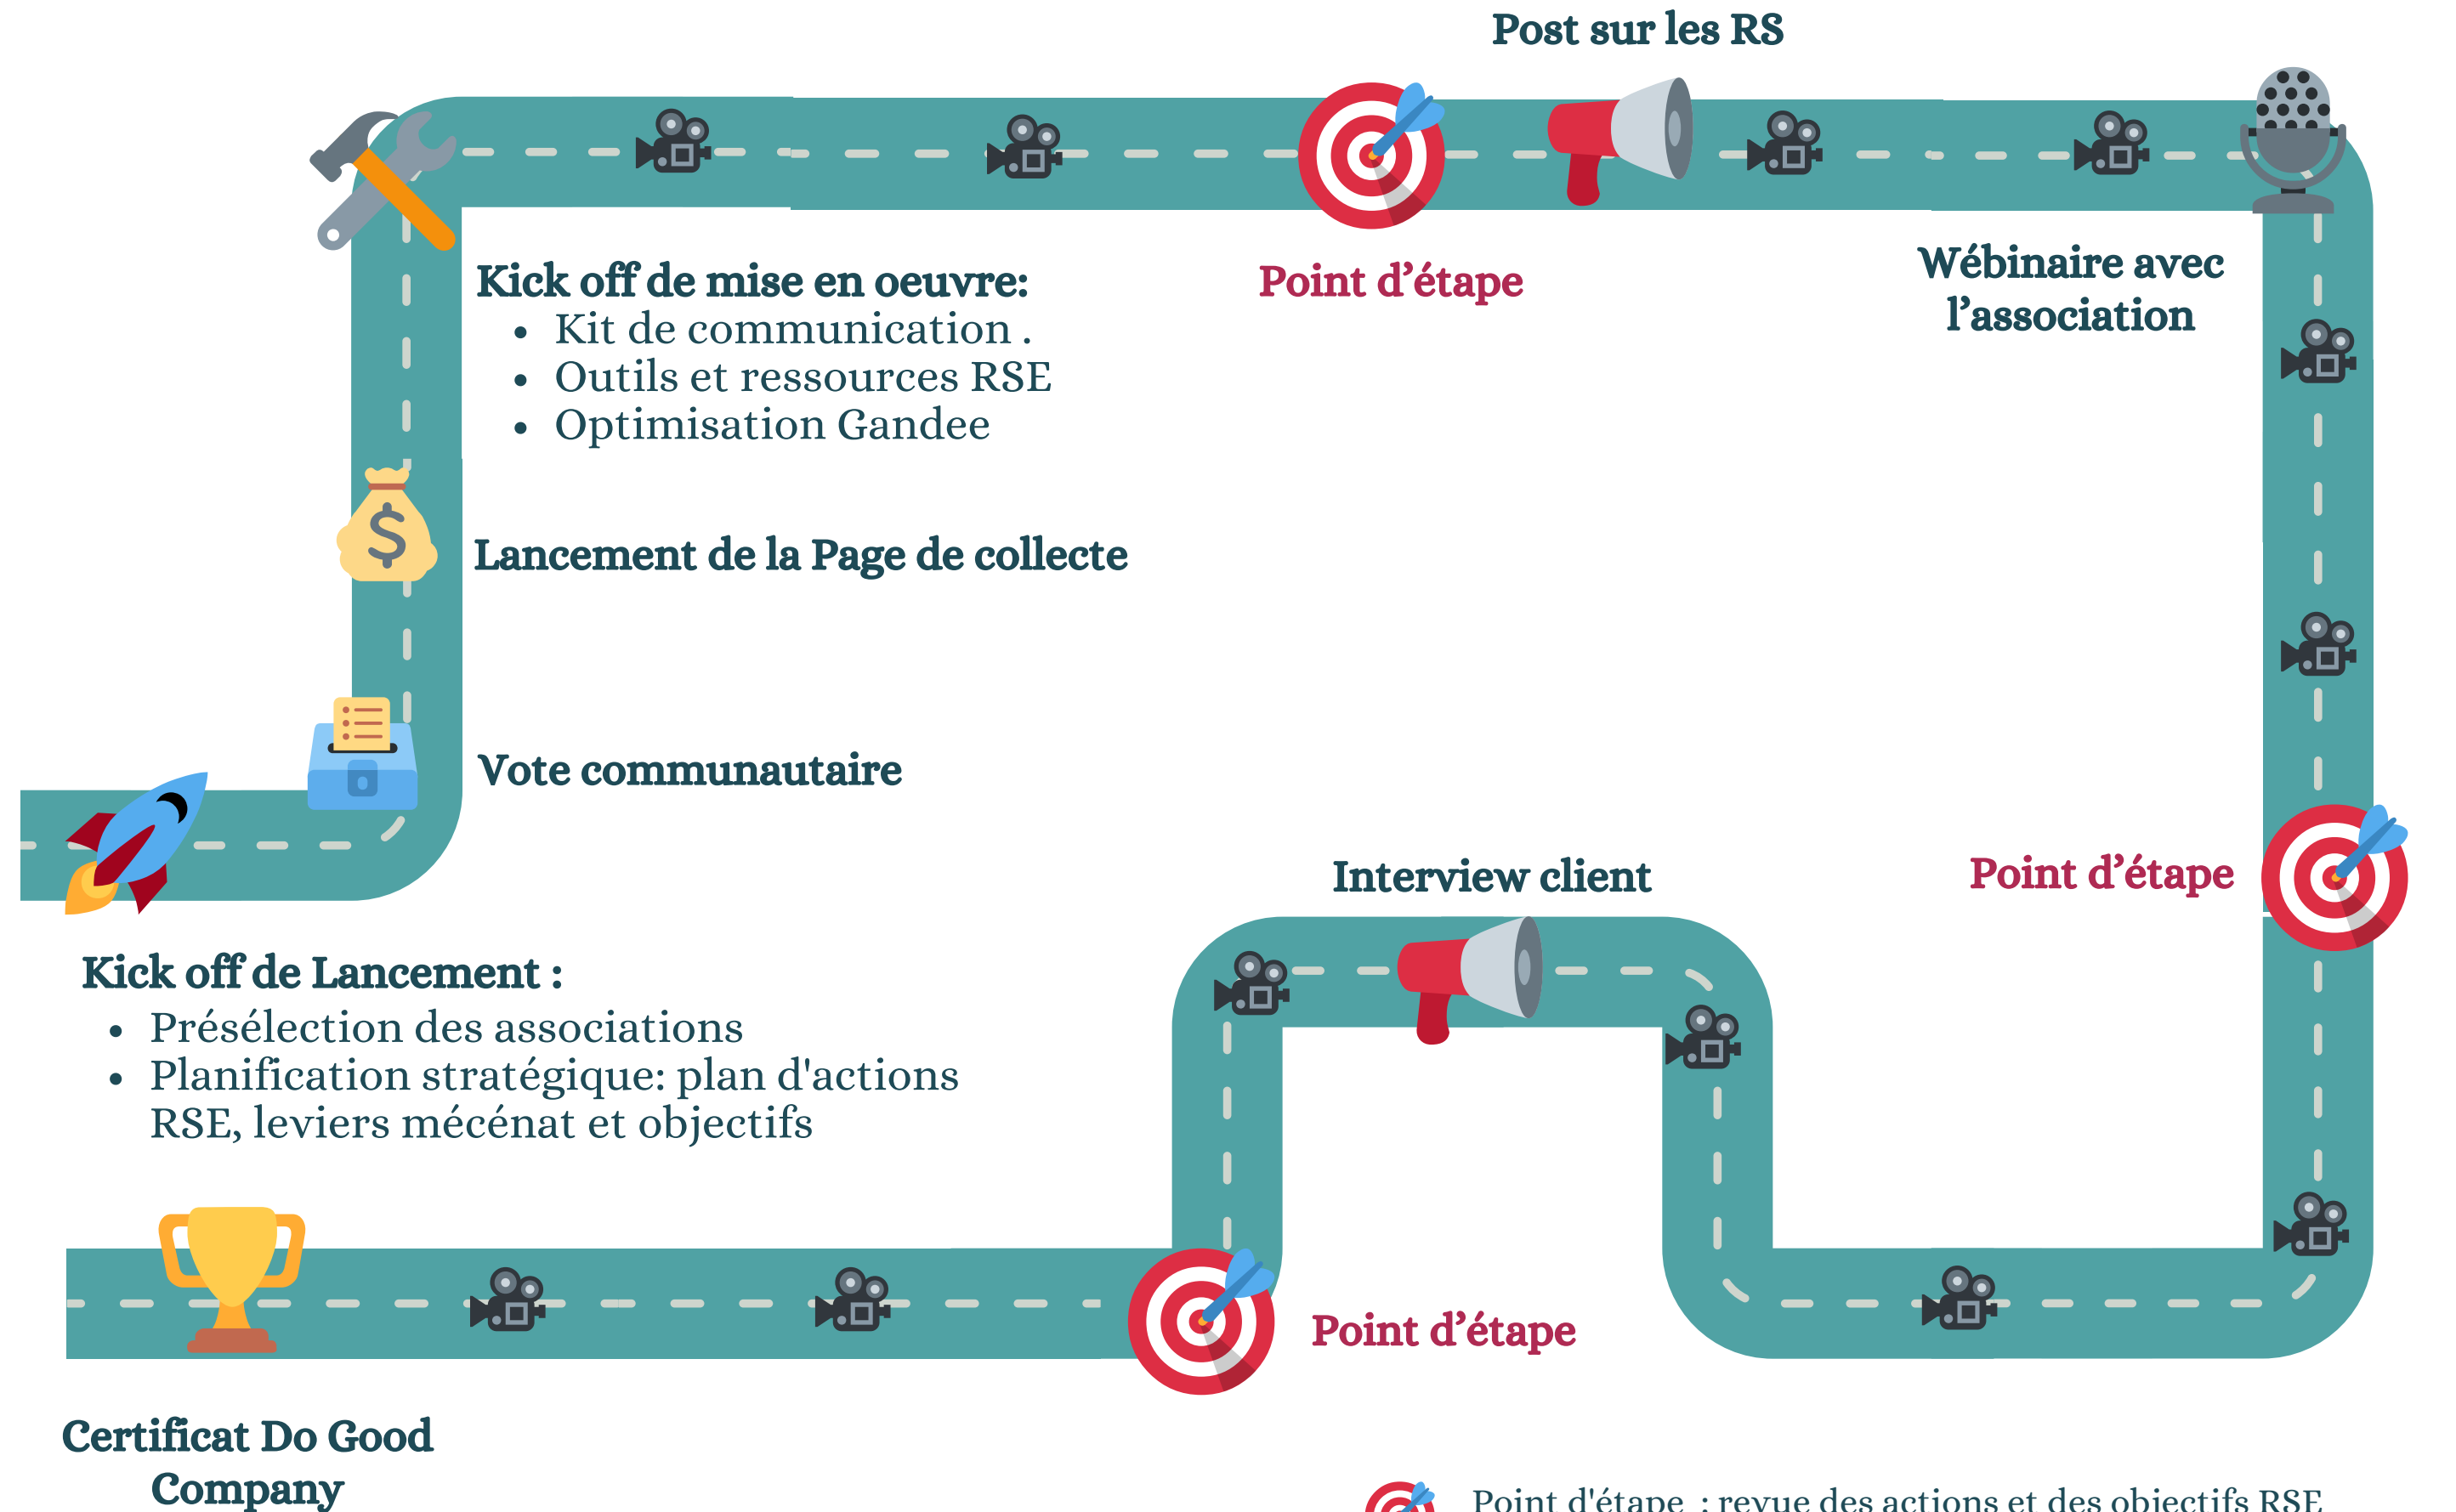 Post sur les RS
Kick off de mise en oeuvre:
• Kit de communication .
• Outils et ressources RSE
• Optimisation Gandee
Point d’étape
Wébinaire avec
l’association
Lancement de la Page de collecte
Vote communautaire
Kick off de Lancement :
• Présélection des associations
• Planification stratégique: plan d'actions
RSE, leviers mécénat et objectifs
Interview client
Point d’étape
Point d’étape
Certificat Do Good
Company
Point d'étape : revue des actions et des objectifs RSE